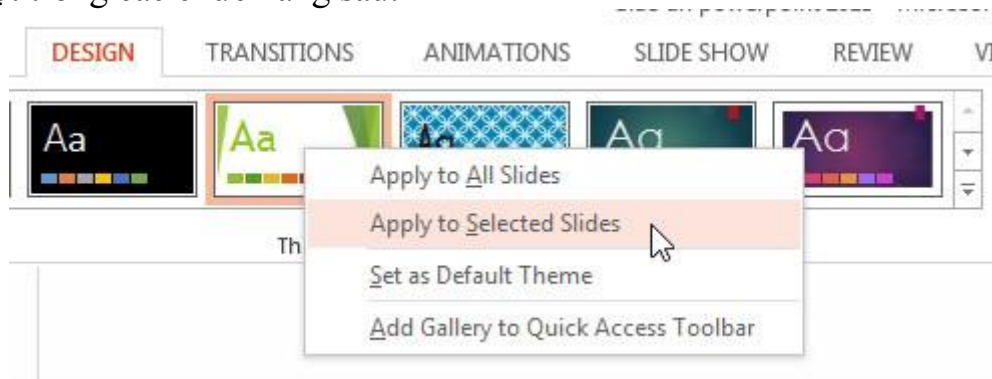 DESIGN TRANSITIONS ANIMATIONS SLIDE SHOW REVIEW
Aa Aa Aa Aa
Apply to All Slides
Apply to Selected Slides
Th
Set as Default Theme
Add Gallery to Quick Access Toolbar